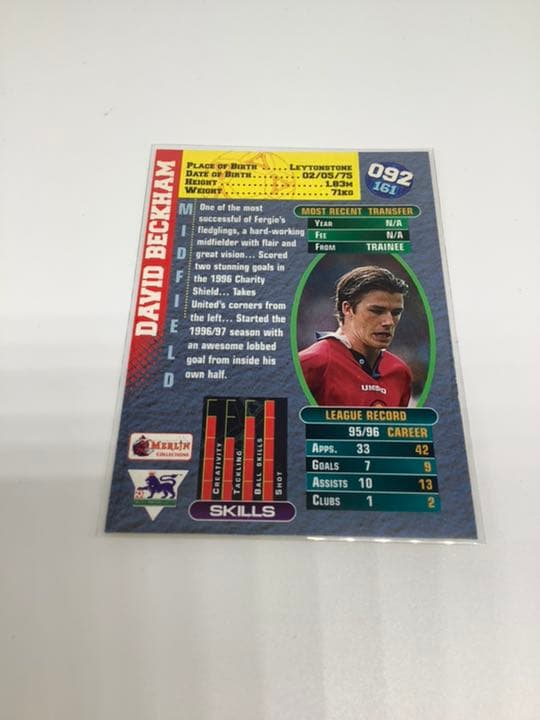 DAVID BECKHAM
MIDFIELD
PLACE OF BIRTH .... LEYTONSTONE
DATE OF BIRTH ........ 02/05/75
HEIGHT ..................... 1.83M
WEIGHT ..................... 71KG
092
161
One of the most
successful of Fergie's
fledglings, a hard-working
midfielder with flair and
great vision... Scored
two stunning goals in
the 1996 Charity
Shield... Takes
United's corners from
the left... Started the
1996/97 season with
an awesome lobbed
goal from inside his
own half.
MOST RECENT TRANSFER
YEAR N/A
FEE N/A
FROM TRAINEE
UMBRO
MERLIN
COLLECTIONS
CREATIVITY
TACKLING
BALL SKILLS
SHOT
SKILLS
LEAGUE RECORD
95/96 CAREER
APPS. 33 42
GOALS 7 9
ASSISTS 10 13
CLUBS 1 2